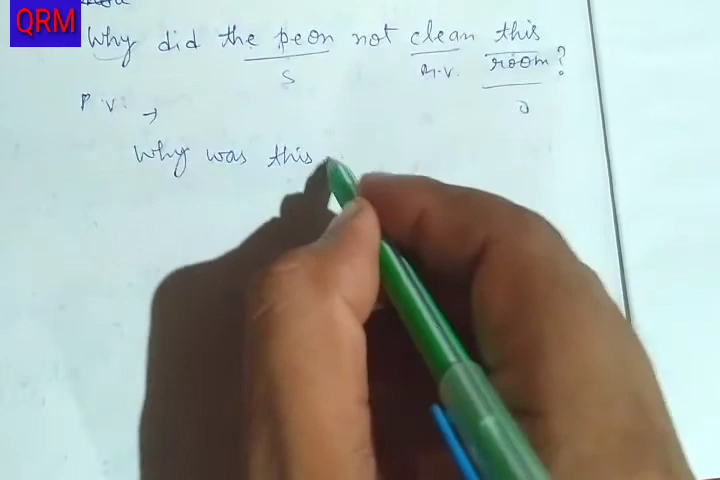 QRM
Why did the peon not clean this
room?
S
M.V.
O
P.V. →
Why was this